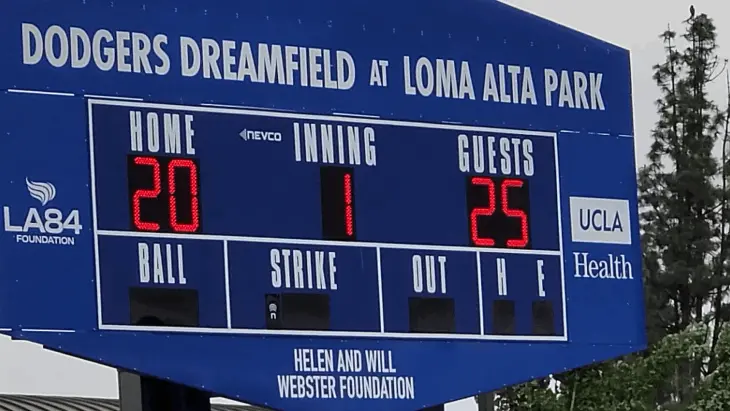 DODGERS DREAMFIELD AT LOMA ALTA PARK
HOME NEVCO INNING GUESTS
20 1 25
LA84
FOUNDATION
UCLA
Health
BALL STRIKE OUT H E
HELEN AND WILL
WEBSTER FOUNDATION